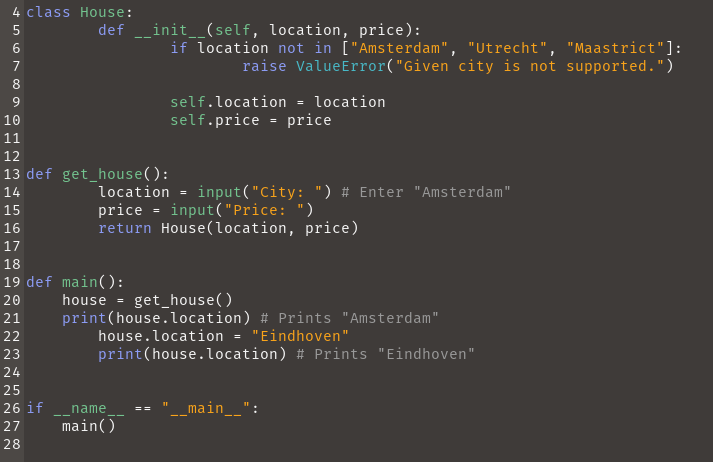 4 class House:
5         def __init__(self, location, price):
6                 if location not in ["Amsterdam", "Utrecht", "Maastrict"]:
7                         raise ValueError("Given city is not supported.")
8
9                 self.location = location
10                 self.price = price
11
12
13 def get_house():
14         location = input("City: ") # Enter "Amsterdam"
15         price = input("Price: ")
16         return House(location, price)
17
18
19 def main():
20     house = get_house()
21     print(house.location) # Prints "Amsterdam"
22         house.location = "Eindhoven"
23         print(house.location) # Prints "Eindhoven"
24
25
26 if __name__ == "__main__":
27     main()
28